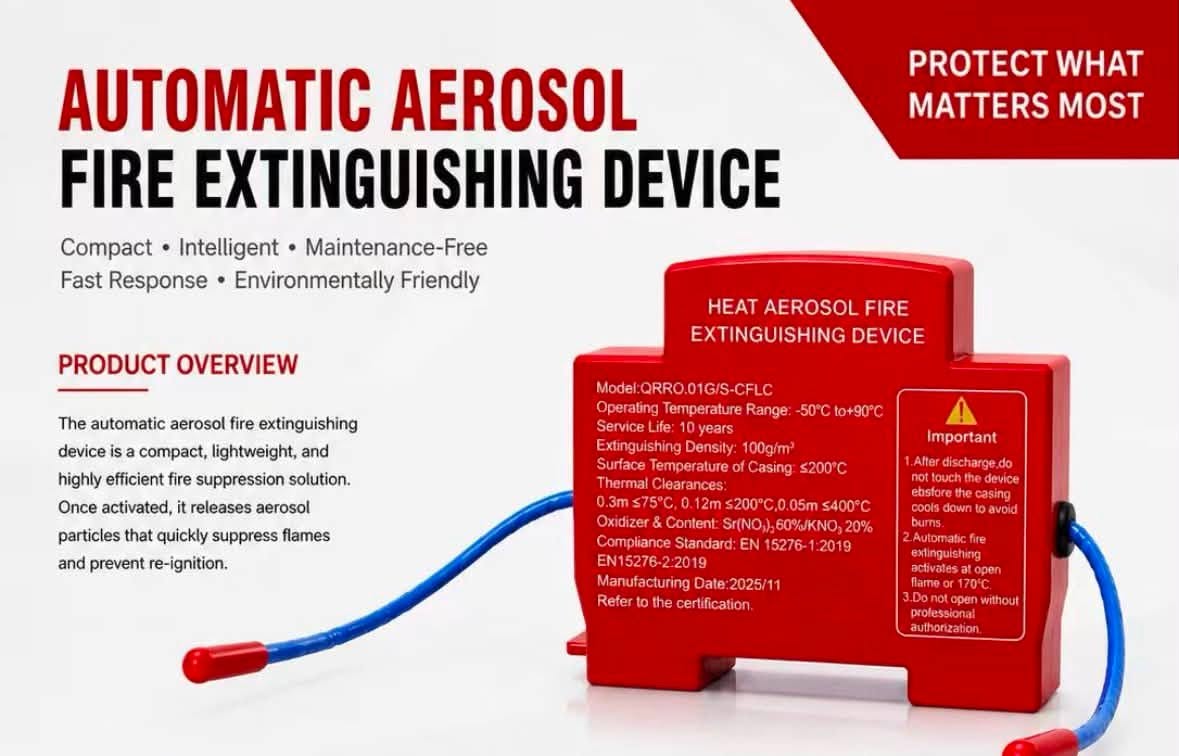 PROTECT WHAT
MATTERS MOST
AUTOMATIC AEROSOL
FIRE EXTINGUISHING DEVICE
Compact • Intelligent • Maintenance-Free
Fast Response • Environmentally Friendly
PRODUCT OVERVIEW
The automatic aerosol fire extinguishing
device is a compact, lightweight, and
highly efficient fire suppression solution.
Once activated, it releases aerosol
particles that quickly suppress flames
and prevent re-ignition.
HEAT AEROSOL FIRE
EXTINGUISHING DEVICE
Model:QRRO.01G/S-CFLC
Operating Temperature Range: -50°C to+90°C
Service Life: 10 years
Extinguishing Density: 100g/m³
Surface Temperature of Casing: ≤200°C
Thermal Clearances:
0.3m ≤75°C, 0.12m ≤200°C,0.05m ≤400°C
Oxidizer & Content: Sr(NO₃)₂60%/KNO₃ 20%
Compliance Standard: EN 15276-1:2019
EN15276-2:2019
Manufacturing Date:2025/11
Refer to the certification.
Important
1.After discharge,do
not touch the device
ebsfore the casing
cools down to avoid
burns.
2.Automatic fire
extinguishing
activates at open
flame or 170°C.
3.Do not open without
professional
authorization.